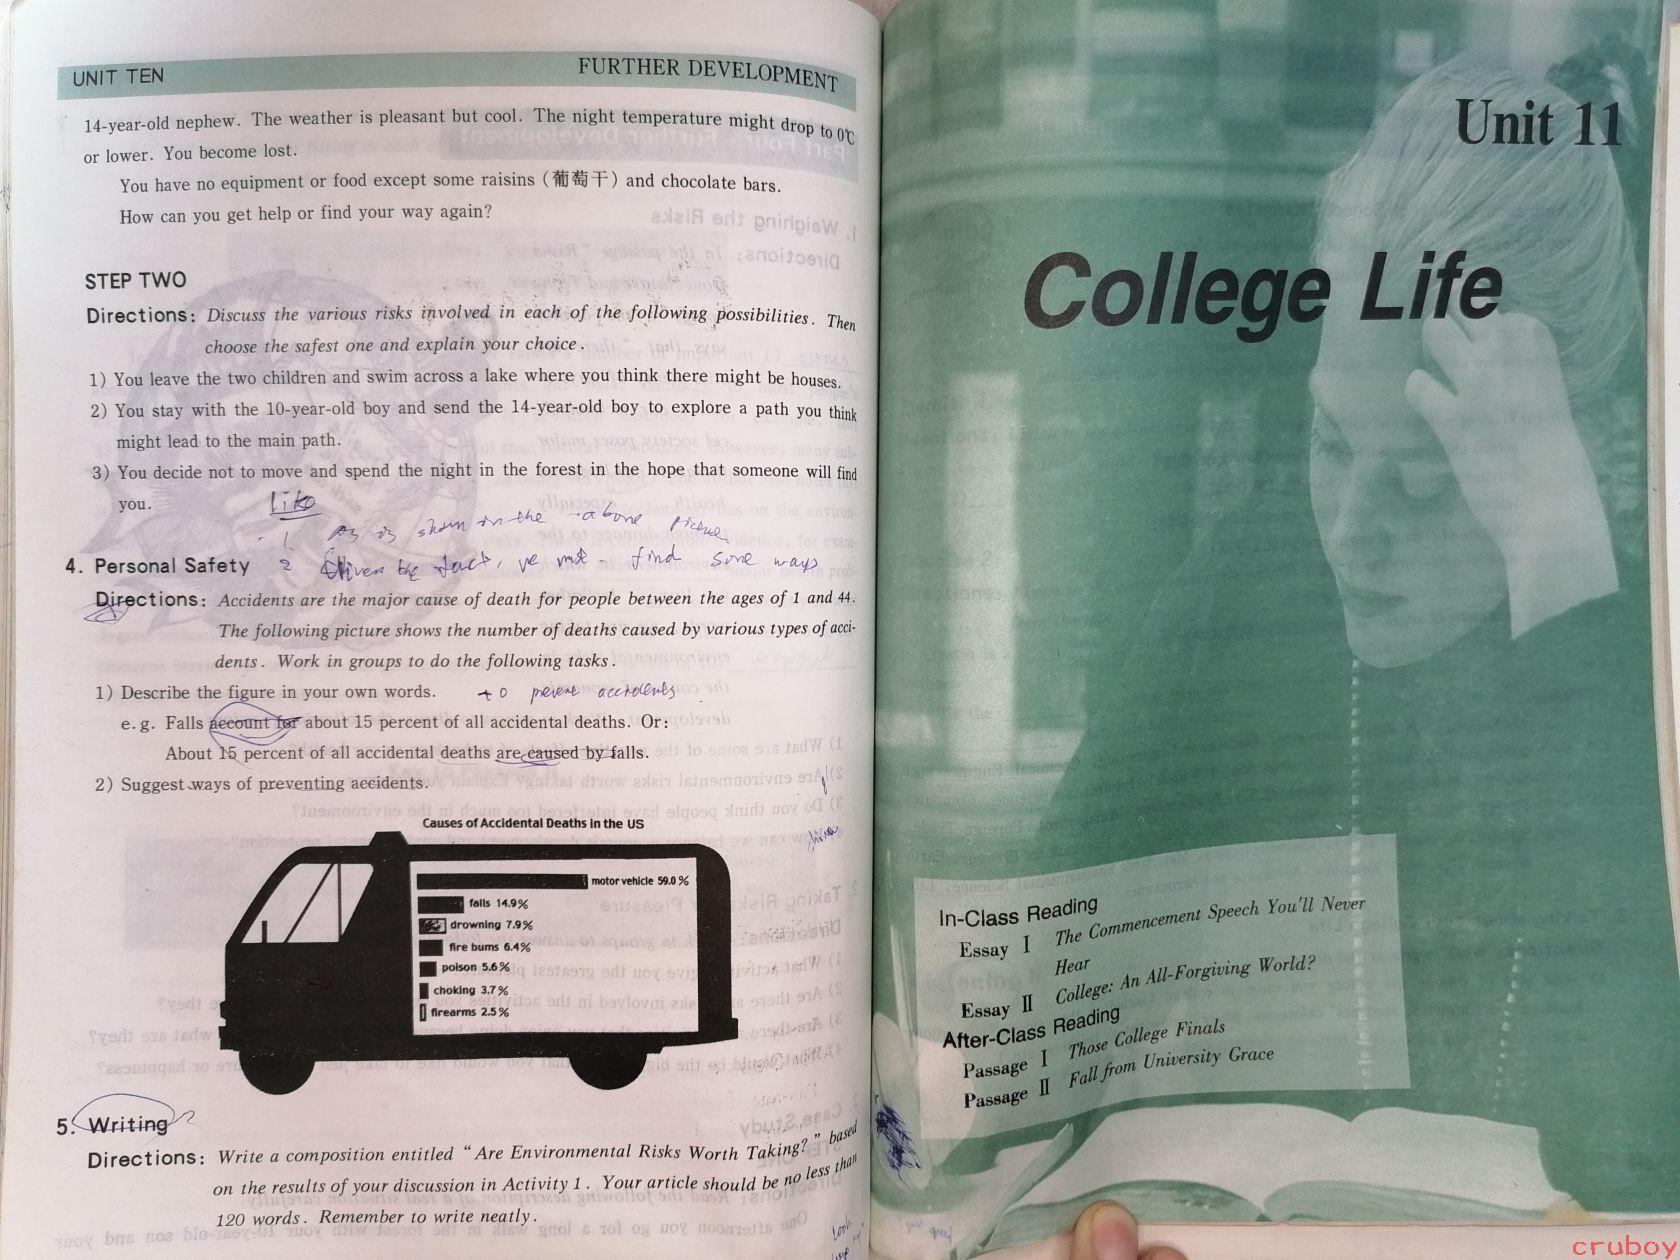 UNIT TEN
FURTHER DEVELOPMENT
14-year-old nephew. The weather is pleasant but cool. The night temperature might drop to 0℃
or lower. You become lost.
You have no equipment or food except some raisins (葡萄干) and chocolate bars.
How can you get help or find your way again?
STEP TWO
Directions: Discuss the various risks involved in each of the following possibilities. Then
choose the safest one and explain your choice.
1) You leave the two children and swim across a lake where you think there might be houses.
2) You stay with the 10-year-old boy and send the 14-year-old boy to explore a path you think
might lead to the main path.
3) You decide not to move and spend the night in the forest in the hope that someone will find
you.
Like
1 As is shown in the above picture
4. Personal Safety
2 Given the fact, we must find some ways
Directions: Accidents are the major cause of death for people between the ages of 1 and 44.
The following picture shows the number of deaths caused by various types of acci-
dents. Work in groups to do the following tasks.
1) Describe the figure in your own words.
to prevent accidents
e.g. Falls account for about 15 percent of all accidental deaths. Or:
About 15 percent of all accidental deaths are caused by falls.
2) Suggest ways of preventing accidents.
Causes of Accidental Deaths in the US
motor vehicle 59.0%
falls 14.9%
drowning 7.9%
fire burns 6.4%
poison 5.6%
choking 3.7%
firearms 2.5%
5. Writing
Directions: Write a composition entitled "Are Environmental Risks Worth Taking?" based
on the results of your discussion in Activity 1. Your article should be no less than
120 words. Remember to write neatly.
Unit 11
College Life
In-Class Reading
Essay Ⅰ The Commencement Speech You'll Never
Hear
Essay Ⅱ College: An All-Forgiving World?
After-Class Reading
Passage Ⅰ Those College Finals
Passage Ⅱ Fall from University Grace
cruboy